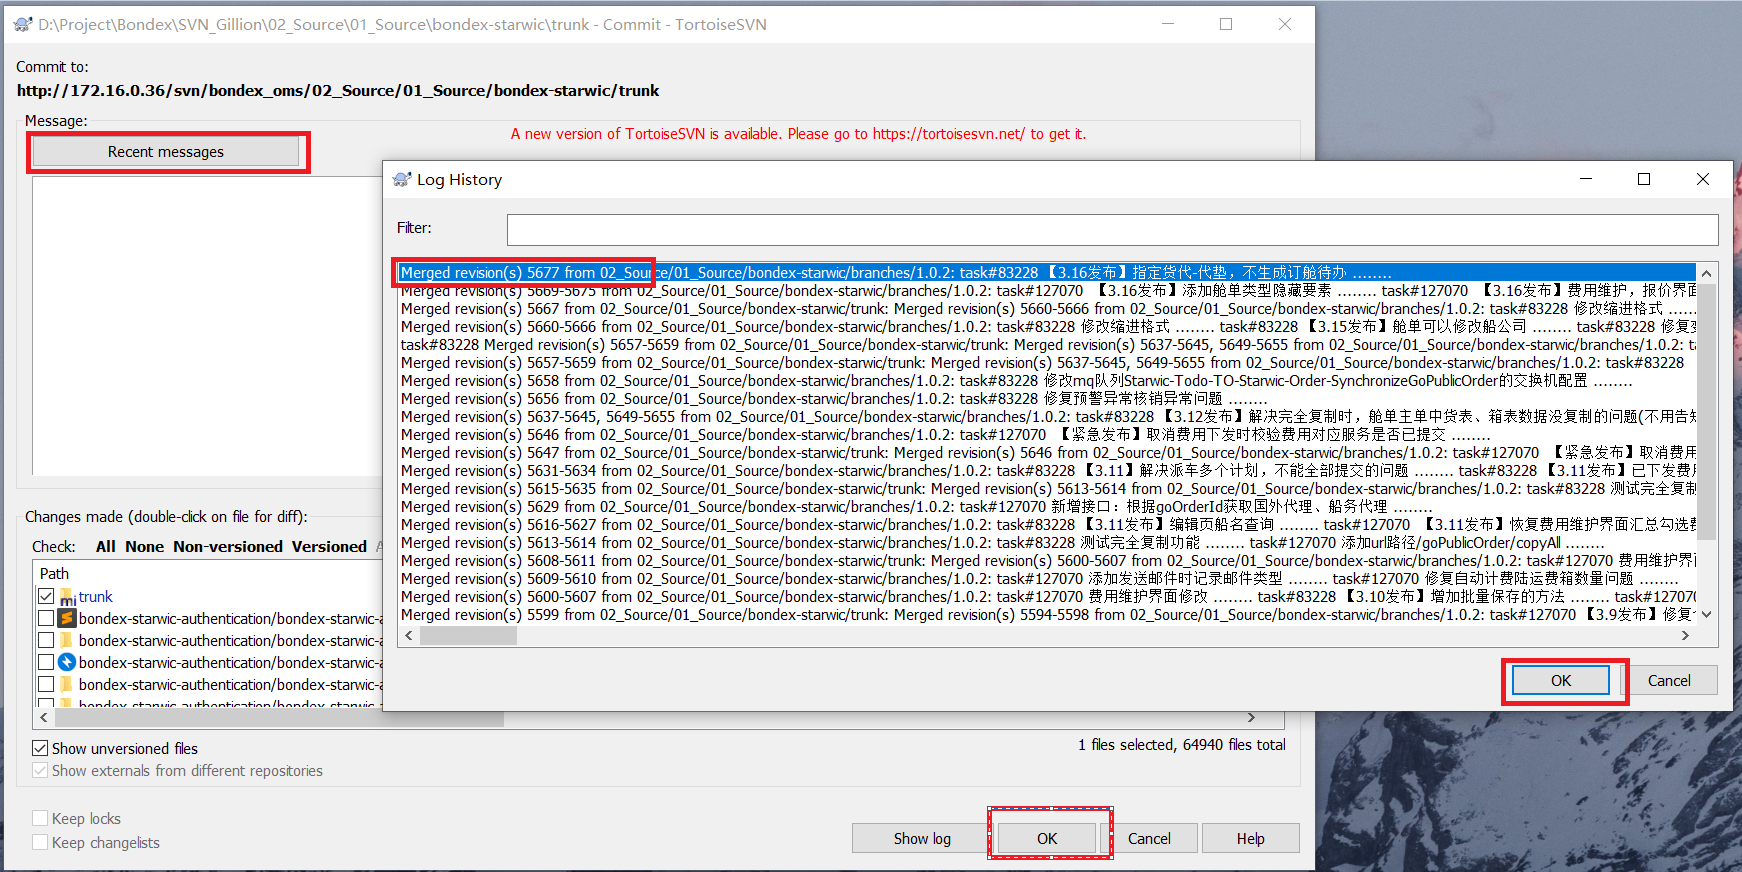 D:\Project\Bondex\SVN_Gillion\02_Source\01_Source\bondex-starwic\trunk - Commit - TortoiseSVN
Commit to:
http://172.16.0.36/svn/bondex_oms/02_Source/01_Source/bondex-starwic/trunk
Message:
A new version of TortoiseSVN is available. Please go to https://tortoisesvn.net/ to get it.
Recent messages
Log History
Filter:
Merged revision(s) 5677 from 02_Source/01_Source/bondex-starwic/branches/1.0.2: task#83228 【3.16发布】指定货代-代垫，不生成订舱待办 ........
Merged revision(s) 5669-5675 from 02_Source/01_Source/bondex-starwic/branches/1.0.2: task#127070 【3.16发布】添加舱单类型隐藏要素 ........ task#127070 【3.16发布】费用维护，报价界面
Merged revision(s) 5667 from 02_Source/01_Source/bondex-starwic/trunk: Merged revision(s) 5660-5666 from 02_Source/01_Source/bondex-starwic/branches/1.0.2: task#83228 修改缩进格式 ......
Merged revision(s) 5660-5666 from 02_Source/01_Source/bondex-starwic/branches/1.0.2: task#83228 修改缩进格式 ........ task#83228 【3.15发布】舱单可以修改船公司 ........ task#83228 修复
task#83228 Merged revision(s) 5657-5659 from 02_Source/01_Source/bondex-starwic/trunk: Merged revision(s) 5637-5645, 5649-5655 from 02_Source/01_Source/bondex-starwic/branches/1.0.2
Merged revision(s) 5657-5659 from 02_Source/01_Source/bondex-starwic/trunk: Merged revision(s) 5637-5645, 5649-5655 from 02_Source/01_Source/bondex-starwic/branches/1.0.2: task#83228
Merged revision(s) 5658 from 02_Source/01_Source/bondex-starwic/branches/1.0.2: task#83228 修改mq队列Starwic-Todo-TO-Starwic-Order-SynchronizeGoPublicOrder的交换机配置 ........
Merged revision(s) 5656 from 02_Source/01_Source/bondex-starwic/branches/1.0.2: task#83228 修复预警异常核销异常问题 ........
Merged revision(s) 5637-5645, 5649-5655 from 02_Source/01_Source/bondex-starwic/branches/1.0.2: task#83228 【3.12发布】解决完全复制时，舱单主单中货表、箱表数据没复制的问题(不用告知
Merged revision(s) 5646 from 02_Source/01_Source/bondex-starwic/branches/1.0.2: task#127070 【紧急发布】取消费用下发时校验费用对应服务是否已提交 ........
Merged revision(s) 5647 from 02_Source/01_Source/bondex-starwic/trunk: Merged revision(s) 5646 from 02_Source/01_Source/bondex-starwic/branches/1.0.2: task#127070 【紧急发布】取消费用
Merged revision(s) 5631-5634 from 02_Source/01_Source/bondex-starwic/branches/1.0.2: task#83228 【3.11】解决派车多个计划，不能全部提交的问题 ........ task#83228 【3.11发布】已下发费用
Merged revision(s) 5615-5635 from 02_Source/01_Source/bondex-starwic/trunk: Merged revision(s) 5613-5614 from 02_Source/01_Source/bondex-starwic/branches/1.0.2: task#83228 测试完全复制
Merged revision(s) 5629 from 02_Source/01_Source/bondex-starwic/branches/1.0.2: task#127070 新增接口：根据goOrderId获取国外代理、船务代理 ........
Merged revision(s) 5616-5627 from 02_Source/01_Source/bondex-starwic/branches/1.0.2: task#83228 【3.11发布】编辑页船名查询 ........ task#127070 【3.11发布】恢复费用维护界面汇总勾选费
Merged revision(s) 5613-5614 from 02_Source/01_Source/bondex-starwic/branches/1.0.2: task#83228 测试完全复制功能 ........ task#127070 添加url路径/goPublicOrder/copyAll ........
Merged revision(s) 5608-5611 from 02_Source/01_Source/bondex-starwic/trunk: Merged revision(s) 5600-5607 from 02_Source/01_Source/bondex-starwic/branches/1.0.2: task#127070 费用维护界
Merged revision(s) 5609-5610 from 02_Source/01_Source/bondex-starwic/branches/1.0.2: task#127070 添加发送邮件时记录邮件类型 ........ task#127070 修复自动计费陆运费箱数量问题 ........
Merged revision(s) 5600-5607 from 02_Source/01_Source/bondex-starwic/branches/1.0.2: task#127070 费用维护界面修改 ........ task#83228 【3.10发布】增加批量保存的方法 ........ task#127070
Merged revision(s) 5599 from 02_Source/01_Source/bondex-starwic/trunk: Merged revision(s) 5594-5598 from 02_Source/01_Source/bondex-starwic/branches/1.0.2: task#127070 【3.9发布】修复
OK
Cancel
Changes made (double-click on file for diff):
Check: All None Non-versioned Versioned
Path
trunk
bondex-starwic-authentication/bondex-starwic-a
bondex-starwic-authentication/bondex-starwic-a
bondex-starwic-authentication/bondex-starwic-a
bondex-starwic-authentication/bondex-starwic-a
bondex-starwic-authentication/bondex-starwic-a
Show unversioned files
1 files selected, 64940 files total
Show externals from different repositories
Keep locks
Keep changelists
Show log
OK
Cancel
Help